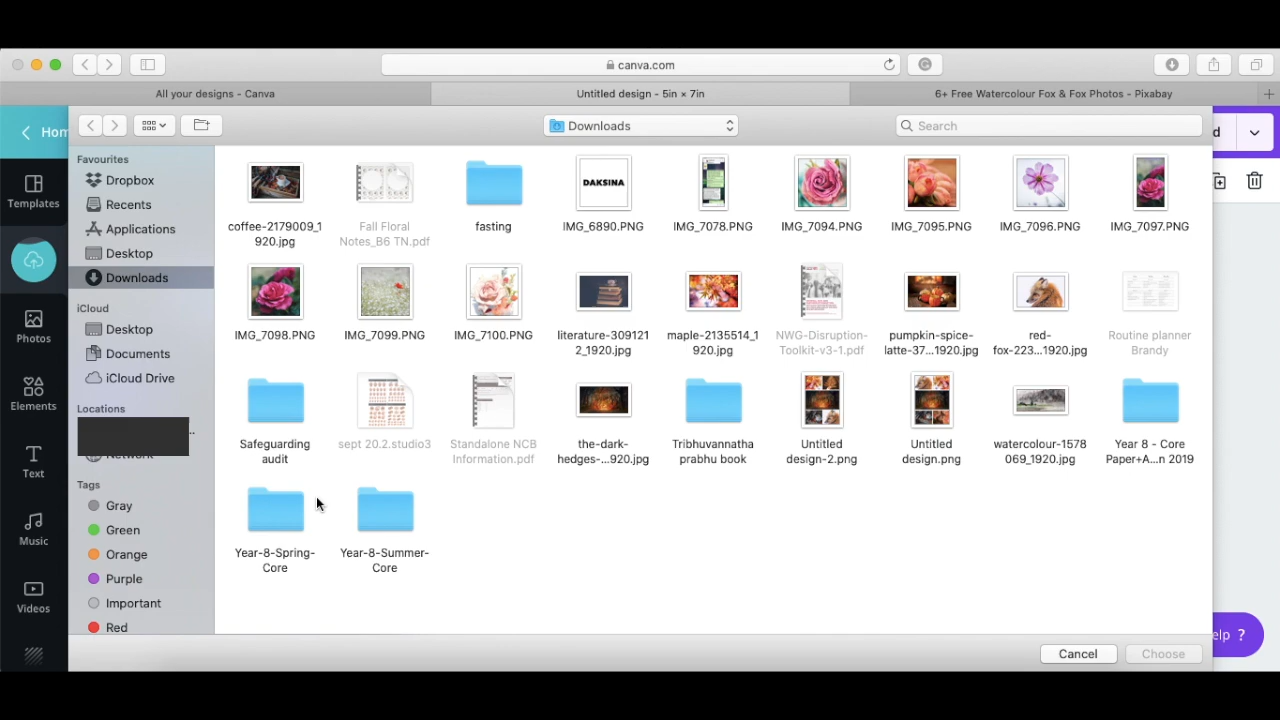 canva.com
All your designs - Canva
Untitled design - 5in × 7in
6+ Free Watercolour Fox & Fox Photos - Pixabay
Hom
Downloads
Search
d
Templates
Photos
Elements
Text
Music
Videos
Favourites
Dropbox
Recents
Applications
Desktop
Downloads
iCloud
Desktop
Documents
iCloud Drive
Locations
Network
Tags
Gray
Green
Orange
Purple
Important
Red
coffee-2179009_1
920.jpg
Fall Floral
Notes_B6 TN.pdf
fasting
DAKSINA
IMG_6890.PNG
IMG_7078.PNG
IMG_7094.PNG
IMG_7095.PNG
IMG_7096.PNG
IMG_7097.PNG
IMG_7098.PNG
IMG_7099.PNG
IMG_7100.PNG
literature-309121
2_1920.jpg
maple-2135514_1
920.jpg
NWG-Disruption-
Toolkit-v3-1.pdf
pumpkin-spice-
latte-37...1920.jpg
red-
fox-223...1920.jpg
Routine planner
Brandy
Safeguarding
audit
sept 20.2.studio3
Standalone NCB
Information.pdf
the-dark-
hedges-...920.jpg
Tribhuvannatha
prabhu book
Untitled
design-2.png
Untitled
design.png
watercolour-1578
069_1920.jpg
Year 8 - Core
Paper+A...n 2019
Year-8-Spring-
Core
Year-8-Summer-
Core
elp ?
Cancel
Choose